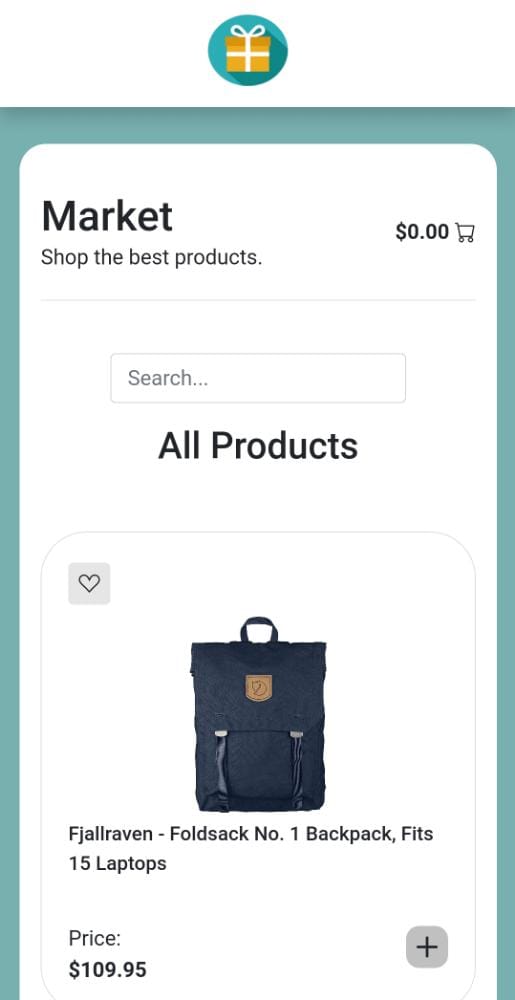 Market
$0.00
Shop the best products.
Search...
All Products
Fjallraven - Foldsack No. 1 Backpack, Fits
15 Laptops
Price:
$109.95